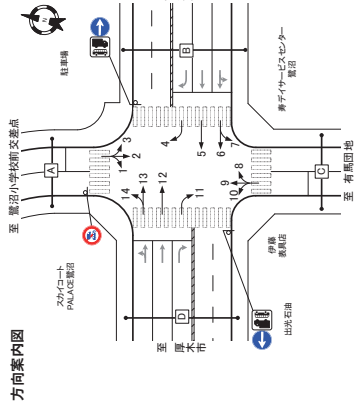 方向案内図
N
至 鷺沼小学校前 交差点
駐車場
寿デイサービスセンター
鷺沼
スカイコート
PALACE鷺沼
A
B
C
D
1
2
3
4
5
6
7
8
9
10
11
12
13
14
至 厚木市
至 有馬団地
伊藤
表具店
出光石油